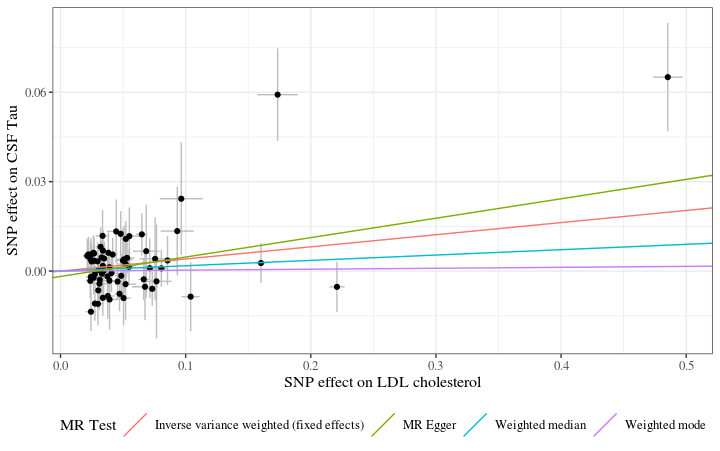 SNP effect on CSF Tau
0.06
0.03
0.00
0.0 0.1 0.2 0.3 0.4 0.5
SNP effect on LDL cholesterol
MR Test Inverse variance weighted (fixed effects) MR Egger Weighted median Weighted mode